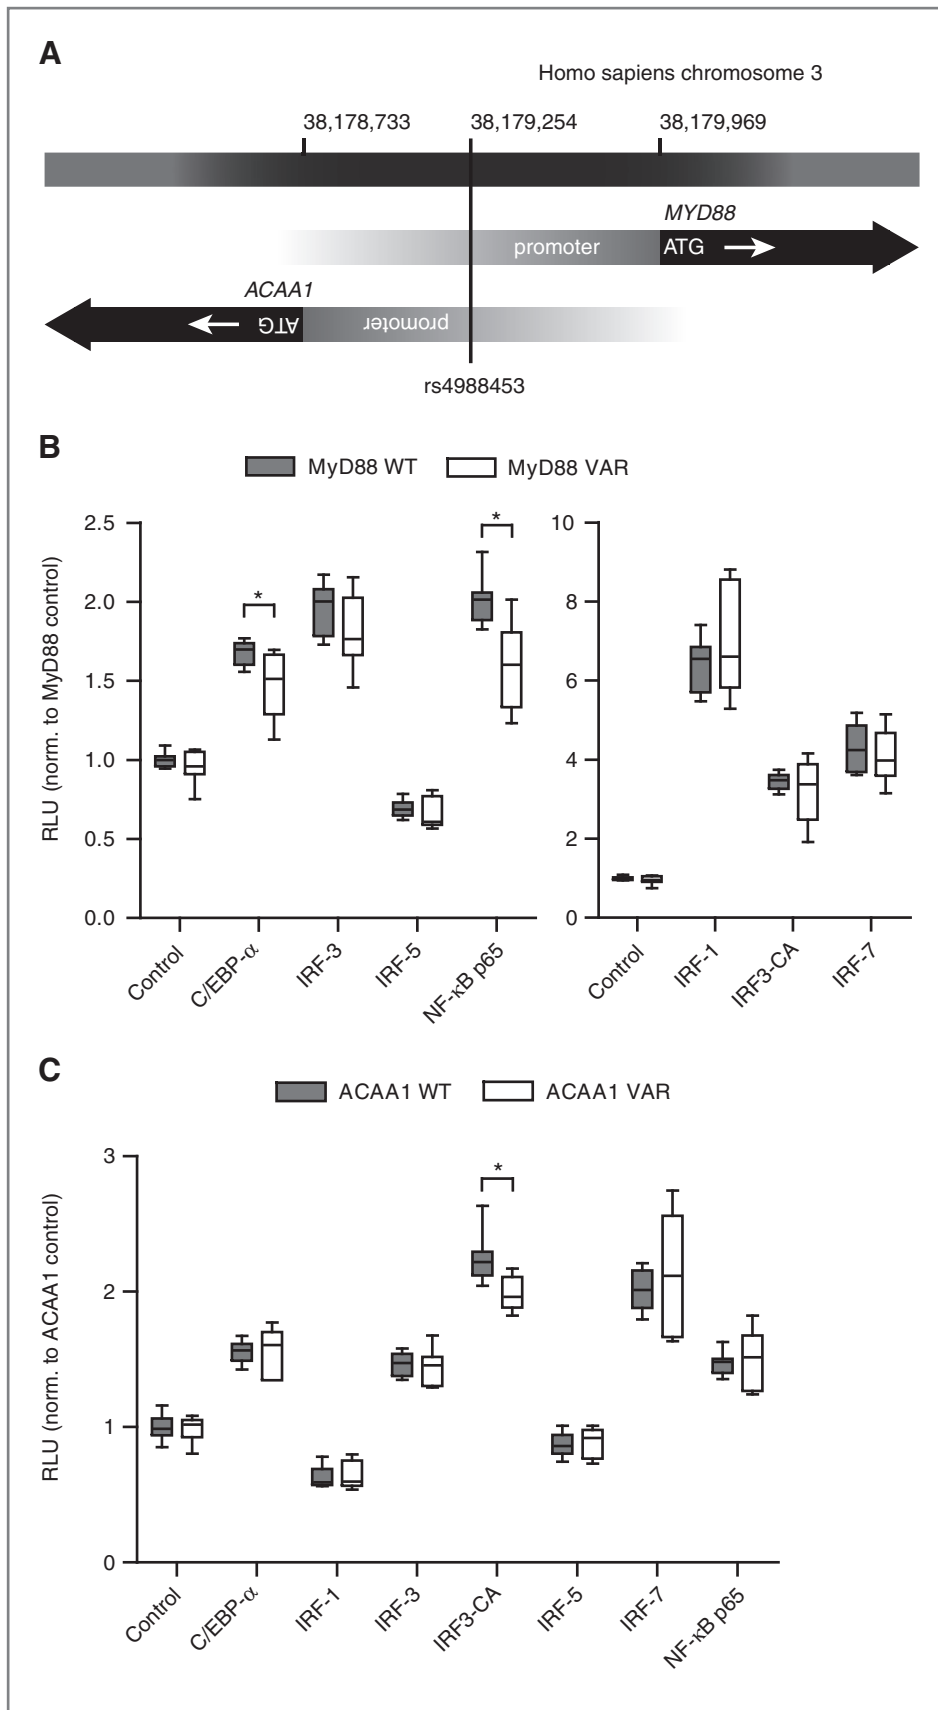 A
Homo sapiens chromosome 3
38,178,733 38,179,254 38,179,969
MYD88
promoter ATG
ACAA1
ATG promoter
rs4988453
B
MyD88 WT MyD88 VAR
RLU (norm. to MyD88 control)
2.5
2.0
1.5
1.0
0.5
0.0
*
*
Control C/EBP-α IRF-3 IRF-5 NF-κB p65
10
8
6
4
2
0
Control IRF-1 IRF3-CA IRF-7
C
ACAA1 WT ACAA1 VAR
RLU (norm. to ACAA1 control)
3
2
1
0
*
Control C/EBP-α IRF-1 IRF-3 IRF3-CA IRF-5 IRF-7 NF-κB p65